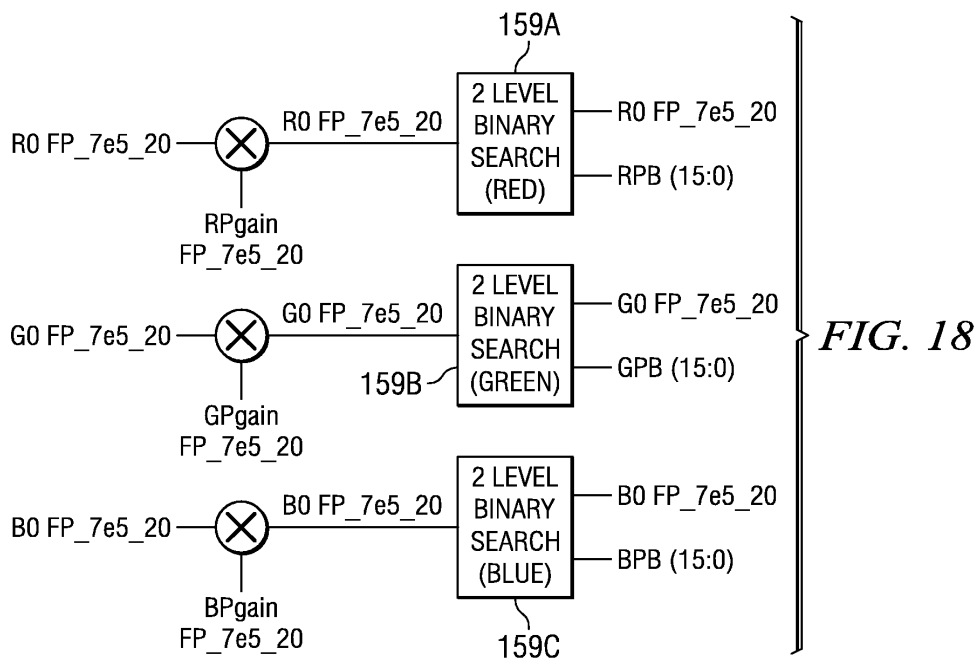 159A
R0 FP_7e5_20
R0 FP_7e5_20
RPgain
FP_7e5_20
2 LEVEL
BINARY
SEARCH
(RED)
R0 FP_7e5_20
RPB (15:0)
G0 FP_7e5_20
G0 FP_7e5_20
GPgain
FP_7e5_20
159B
2 LEVEL
BINARY
SEARCH
(GREEN)
G0 FP_7e5_20
GPB (15:0)
FIG. 18
B0 FP_7e5_20
B0 FP_7e5_20
BPgain
FP_7e5_20
2 LEVEL
BINARY
SEARCH
(BLUE)
B0 FP_7e5_20
BPB (15:0)
159C